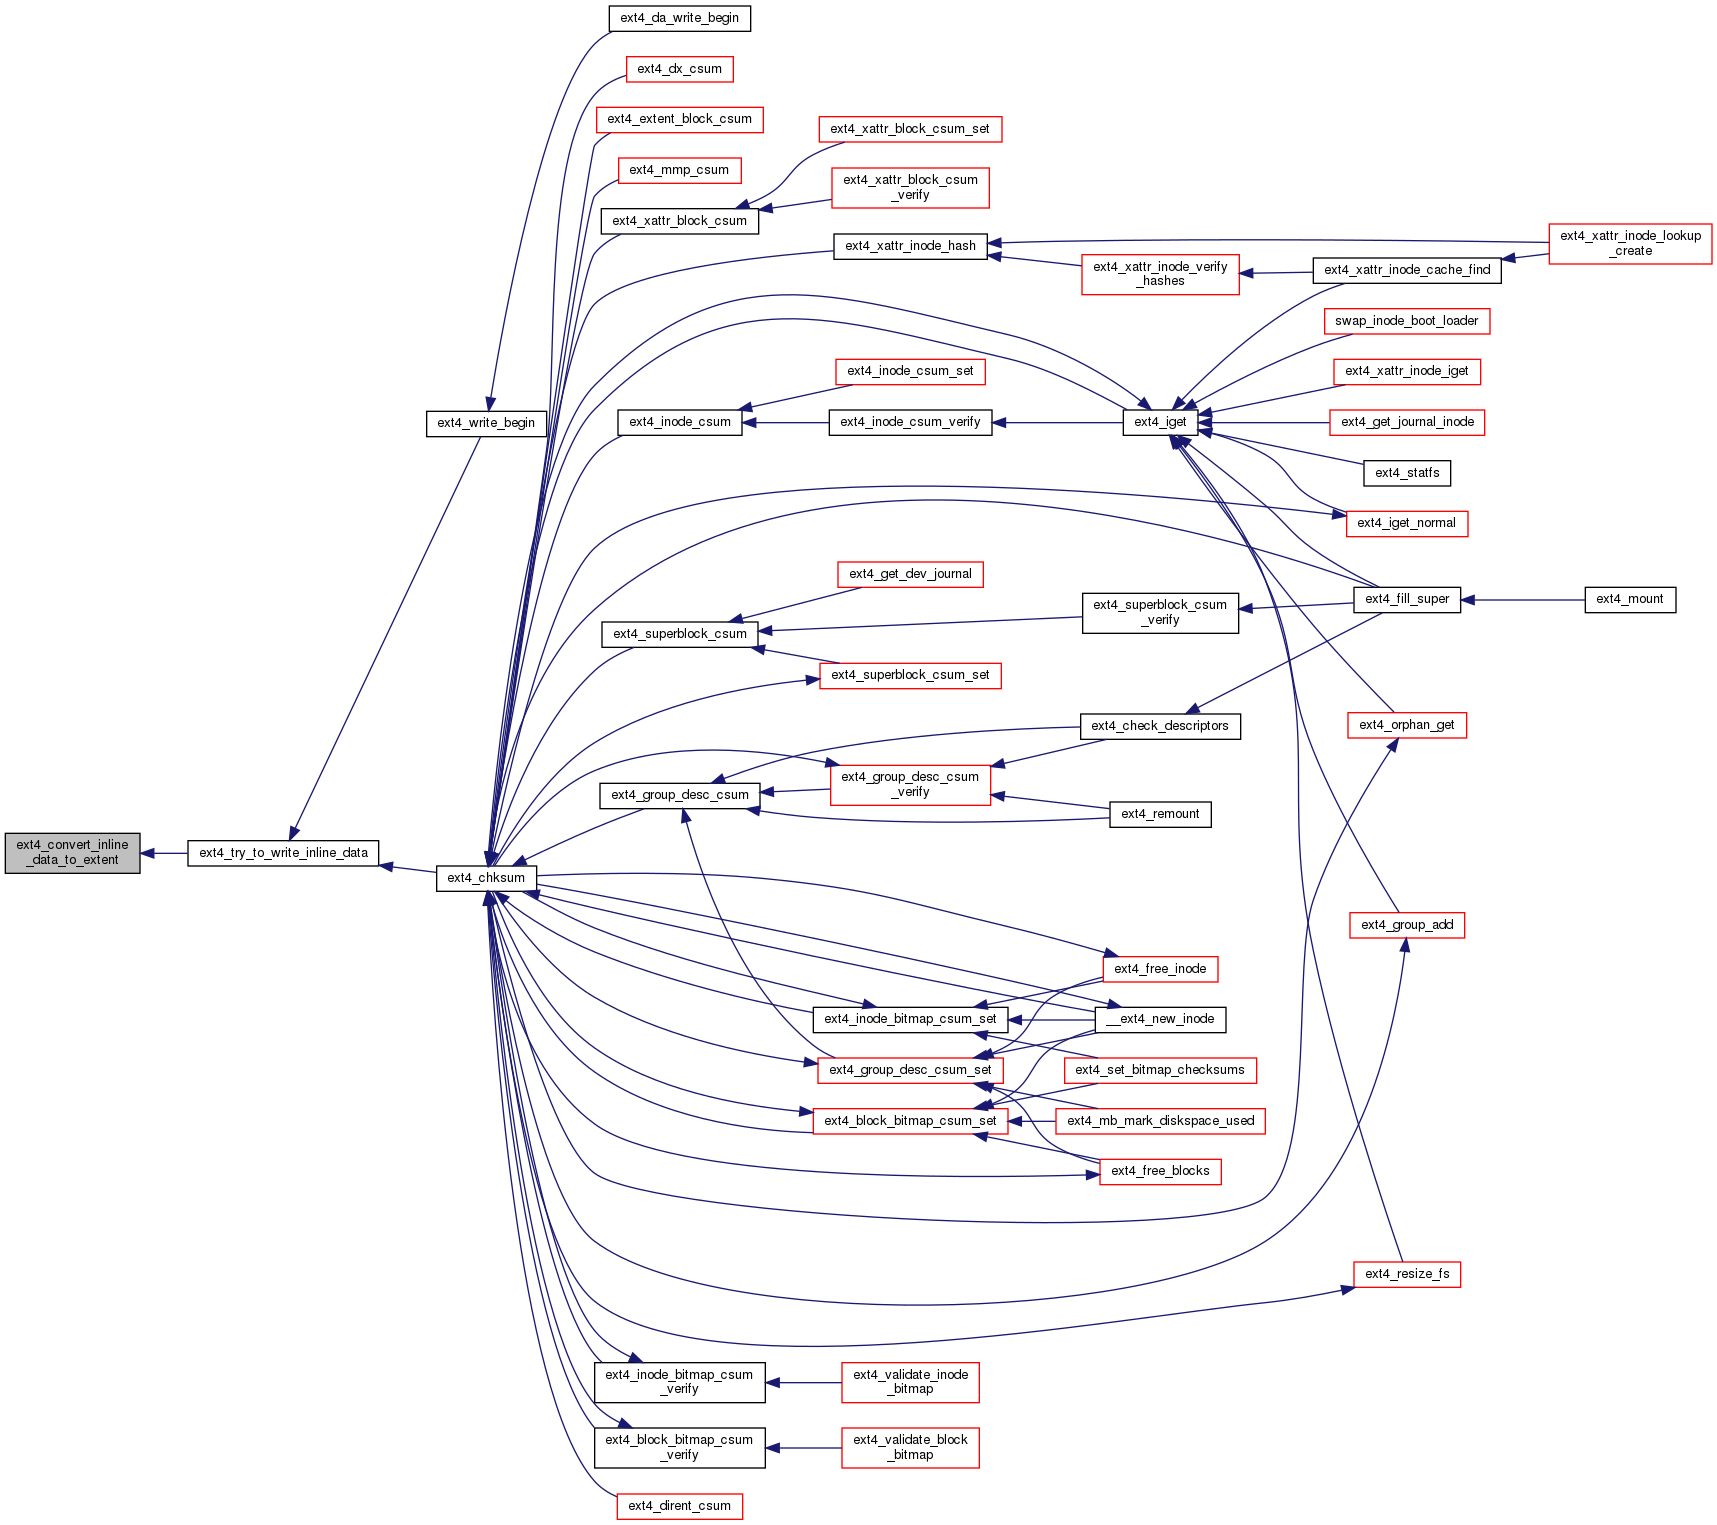 ext4_da_write_begin
ext4_dx_csum
ext4_extent_block_csum
ext4_xattr_block_csum_set
ext4_mmp_csum
ext4_xattr_block_csum
_verify
ext4_xattr_block_csum
ext4_xattr_inode_hash
ext4_xattr_inode_lookup
_create
ext4_xattr_inode_verify
_hashes
ext4_xattr_inode_cache_find
swap_inode_boot_loader
ext4_inode_csum_set
ext4_xattr_inode_iget
ext4_write_begin
ext4_inode_csum
ext4_inode_csum_verify
ext4_iget
ext4_get_journal_inode
ext4_statfs
ext4_iget_normal
ext4_get_dev_journal
ext4_superblock_csum
_verify
ext4_fill_super
ext4_mount
ext4_superblock_csum
ext4_superblock_csum_set
ext4_check_descriptors
ext4_orphan_get
ext4_group_desc_csum
_verify
ext4_group_desc_csum
ext4_remount
ext4_convert_inline
_data_to_extent
ext4_try_to_write_inline_data
ext4_chksum
ext4_group_add
ext4_free_inode
ext4_inode_bitmap_csum_set
__ext4_new_inode
ext4_group_desc_csum_set
ext4_set_bitmap_checksums
ext4_block_bitmap_csum_set
ext4_mb_mark_diskspace_used
ext4_free_blocks
ext4_resize_fs
ext4_inode_bitmap_csum
_verify
ext4_validate_inode
_bitmap
ext4_block_bitmap_csum
_verify
ext4_validate_block
_bitmap
ext4_dirent_csum